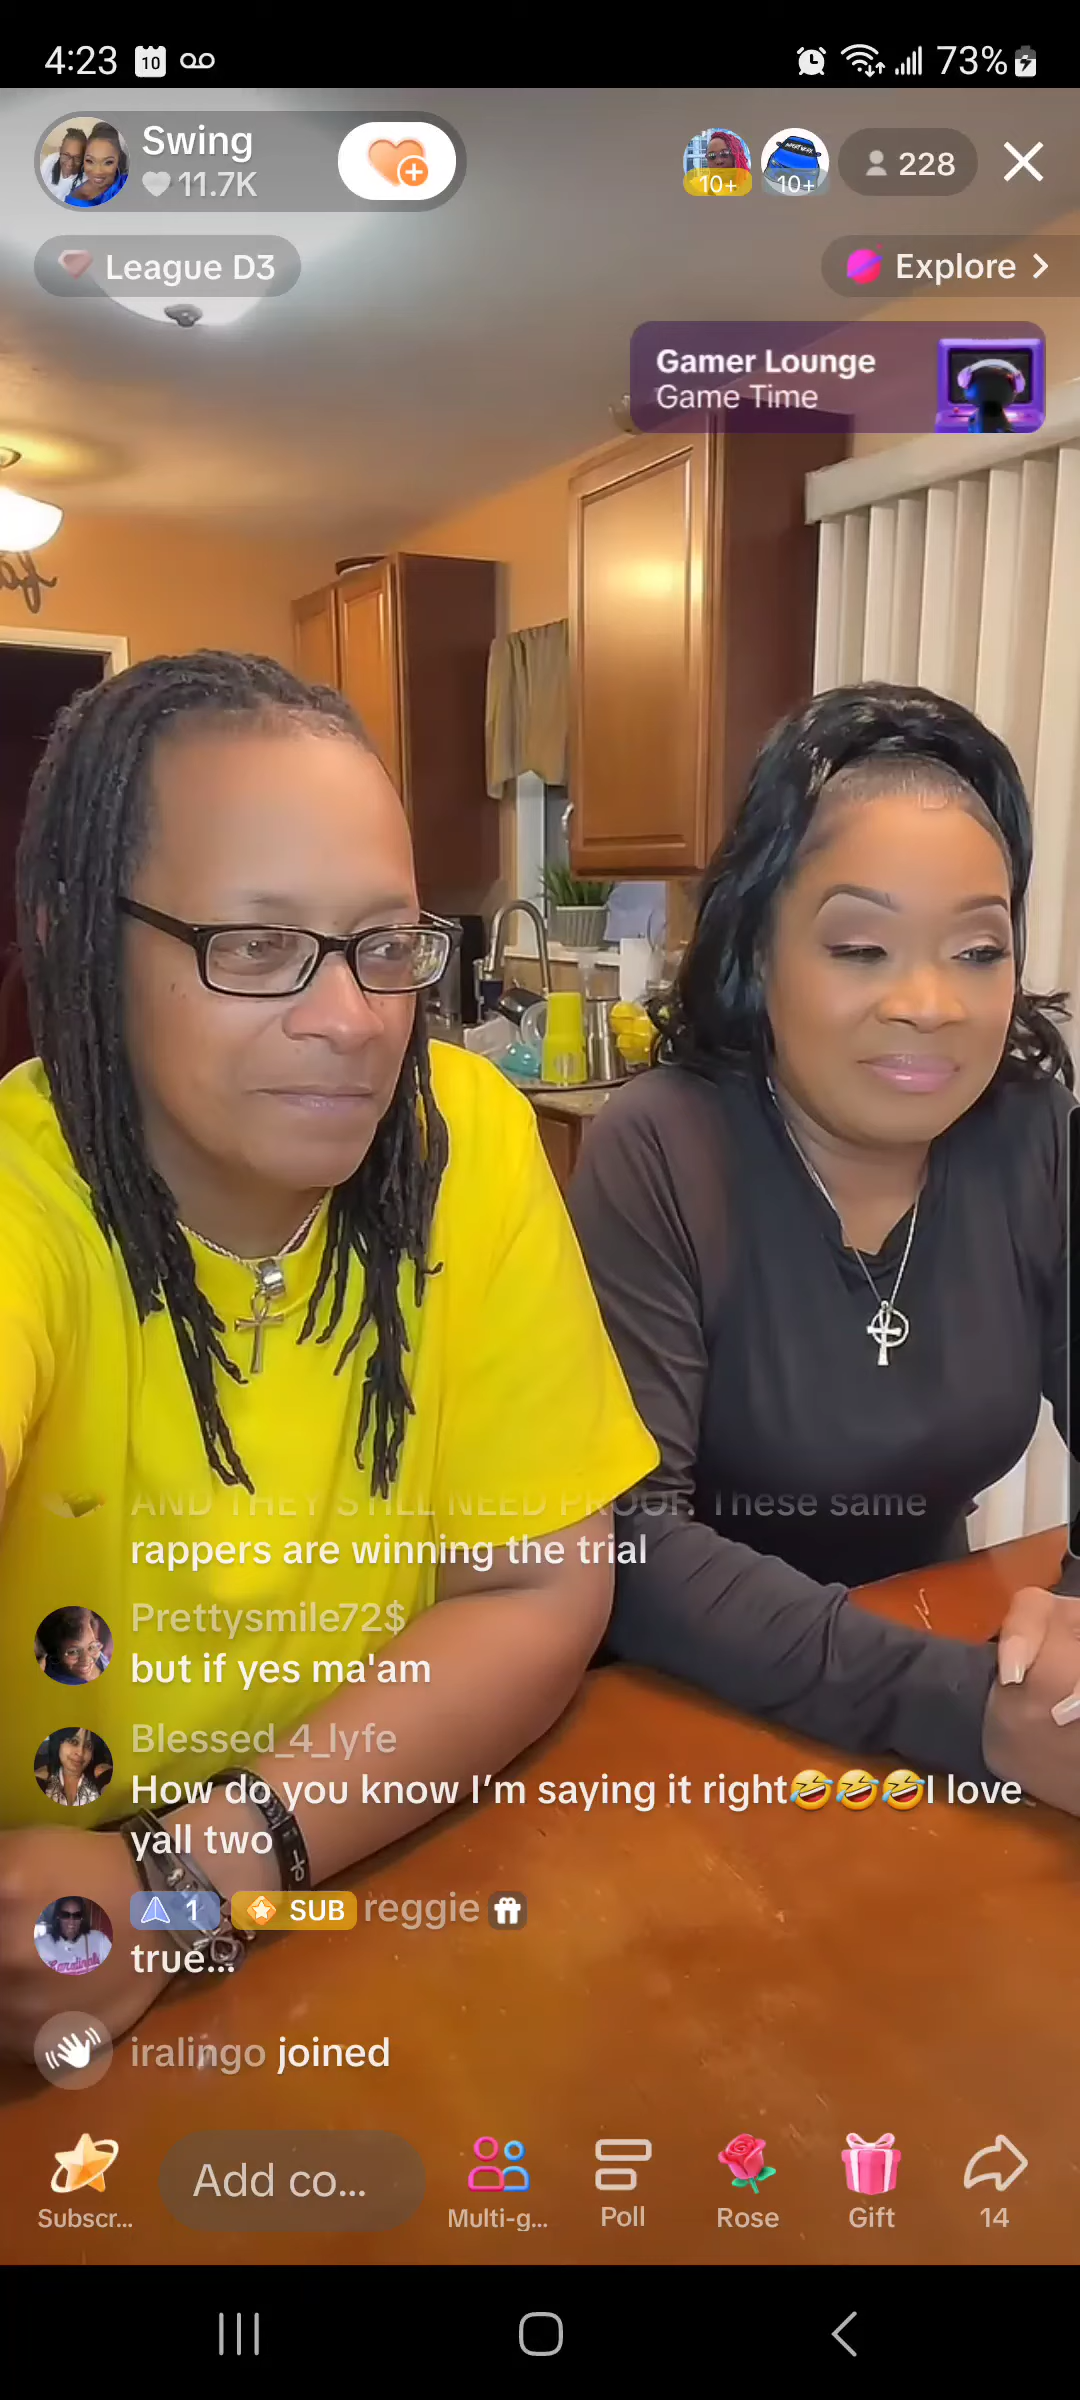 4:23 10 73%
Swing
11.7K
10+ 10+ 228
League D3
Explore
Gamer Lounge
Game Time
AND THEY STILL NEED PROOF. These same
rappers are winning the trial
Prettysmile72$
but if yes ma'am
Blessed_4_lyfe
How do you know I’m saying it right🤣🤣🤣I love
yall two
1 SUB reggie
true...
iralingo joined
Add co...
Subscr... Multi-g... Poll Rose Gift 14